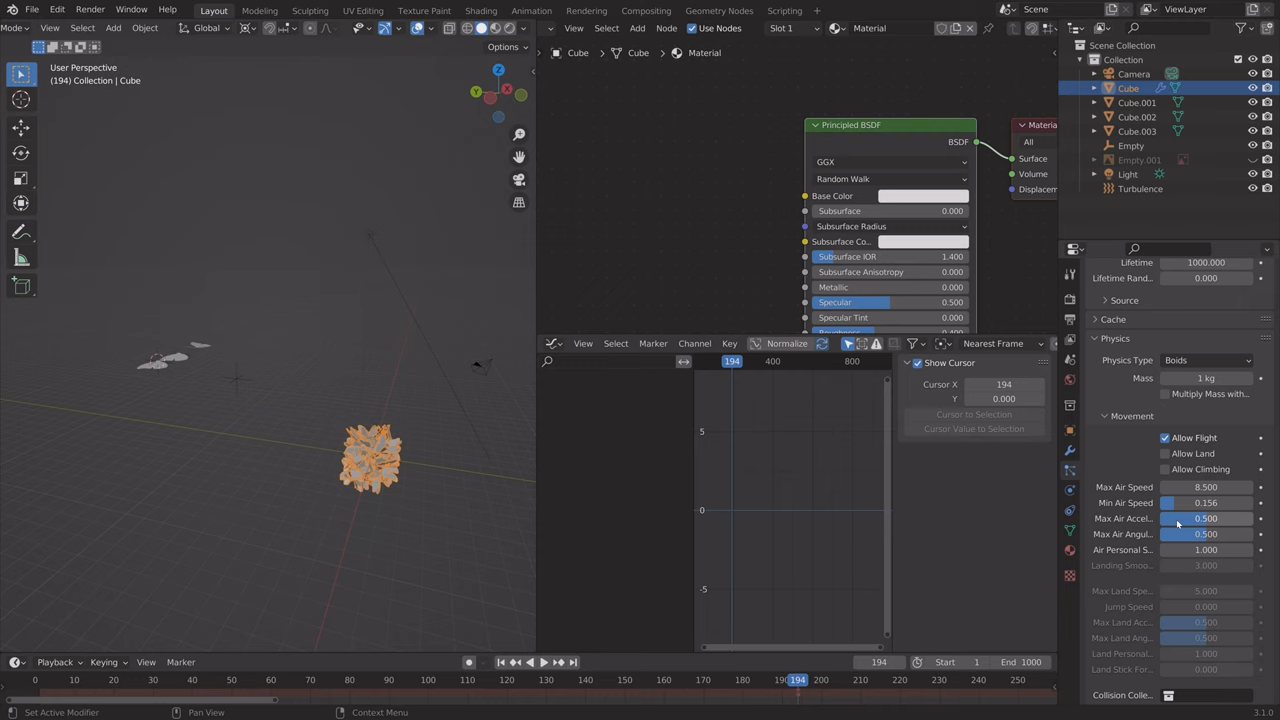 File Edit Render Window Help Layout Modeling Sculpting UV Editing Texture Paint Shading Animation Rendering Compositing Geometry Nodes Scripting Scene ViewLayer
Mode View Select Add Object Global View Select Add Node Use Nodes Slot 1 Material
Options
Cube Cube Material
User Perspective
(194) Collection | Cube
Z
X
Y
Principled BSDF
BSDF
GGX
Random Walk
Base Color
Subsurface 0.000
Subsurface Radius
Subsurface Co...
Subsurface IOR 1.400
Subsurface Anisotropy 0.000
Metallic 0.000
Specular 0.500
Specular Tint 0.000
Roughness 0.400
Materia
All
Surface
Volume
Displacem
Scene Collection
Collection
Camera
Cube
Cube.001
Cube.002
Cube.003
Empty
Empty.001
Light
Turbulence
View Select Marker Channel Key Normalize Nearest Frame
194 400 800
5
0
-5
Show Cursor
Cursor X 194
Y 0.000
Cursor to Selection
Cursor Value to Selection
Lifetime 1000.000
Lifetime Rand... 0.000
Source
Cache
Physics
Physics Type Boids
Mass 1 kg
Multiply Mass with...
Movement
Allow Flight
Allow Land
Allow Climbing
Max Air Speed 8.500
Min Air Speed 0.156
Max Air Accel... 0.500
Max Air Angul... 0.500
Air Personal S... 1.000
Landing Smoo... 3.000
Max Land Spe... 5.000
Jump Speed 0.000
Max Land Acc... 0.500
Max Land Ang... 0.500
Land Personal... 1.000
Land Stick For... 0.000
Collision Colle...
Playback Keying View Marker 194 Start 1 End 1000
0 10 20 30 40 50 60 70 80 90 100 110 120 130 140 150 160 170 180 194 200 210 220 230 240 250
Set Active Modifier Pan View Context Menu 3.1.0